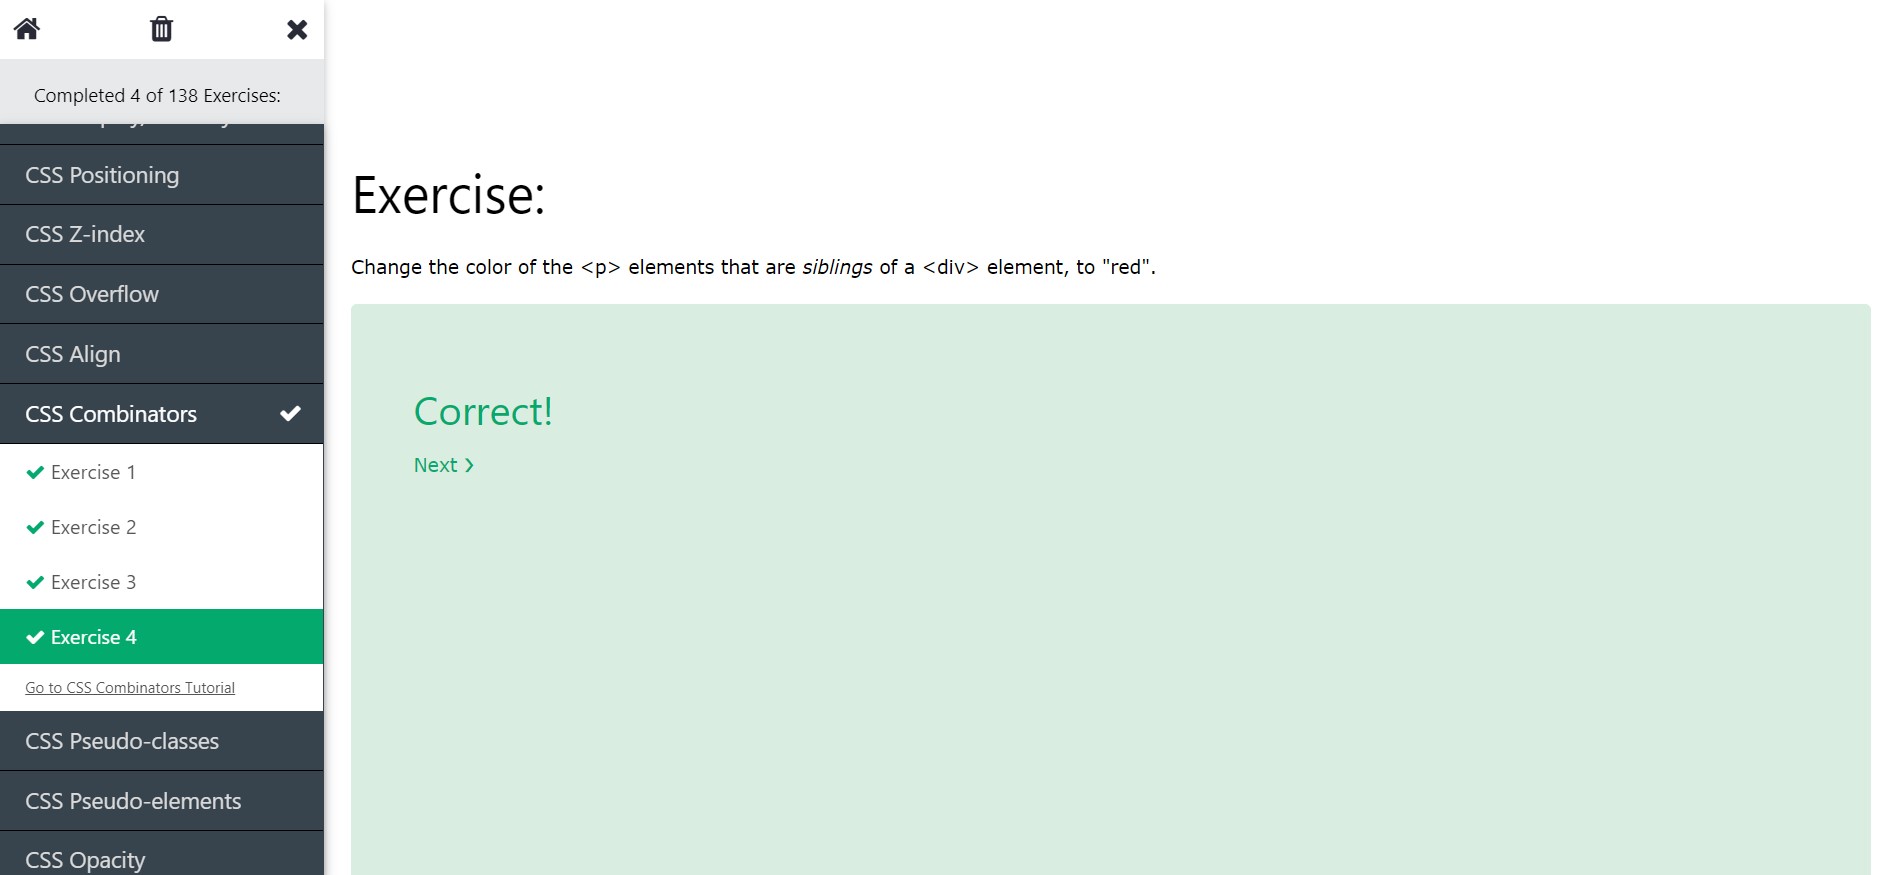 Completed 4 of 138 Exercises:
CSS Positioning
CSS Z-index
CSS Overflow
CSS Align
CSS Combinators
Exercise 1
Exercise 2
Exercise 3
Exercise 4
Go to CSS Combinators Tutorial
CSS Pseudo-classes
CSS Pseudo-elements
CSS Opacity
Exercise:
Change the color of the <p> elements that are siblings of a <div> element, to "red".
Correct!
Next ❯